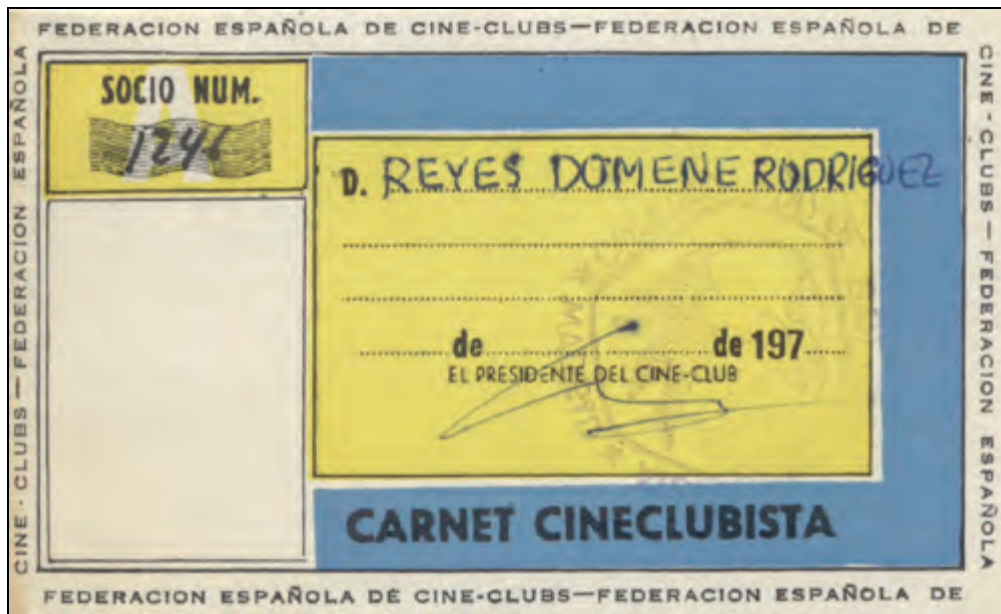 FEDERACION ESPAÑOLA DE CINE-CLUBS—FEDERACION ESPAÑOLA DE
CINE-CLUBS — FEDERACION ESPAÑOLA
SOCIO NUM.
1246
D. REYES DOMENE RODRIGUEZ
de de 197
EL PRESIDENTE DEL CINE-CLUB
CARNET CINECLUBISTA
CINE-CLUBS — FEDERACION ESPAÑOLA
FEDERACION ESPAÑOLA DE CINE-CLUBS—FEDERACION ESPAÑOLA DE